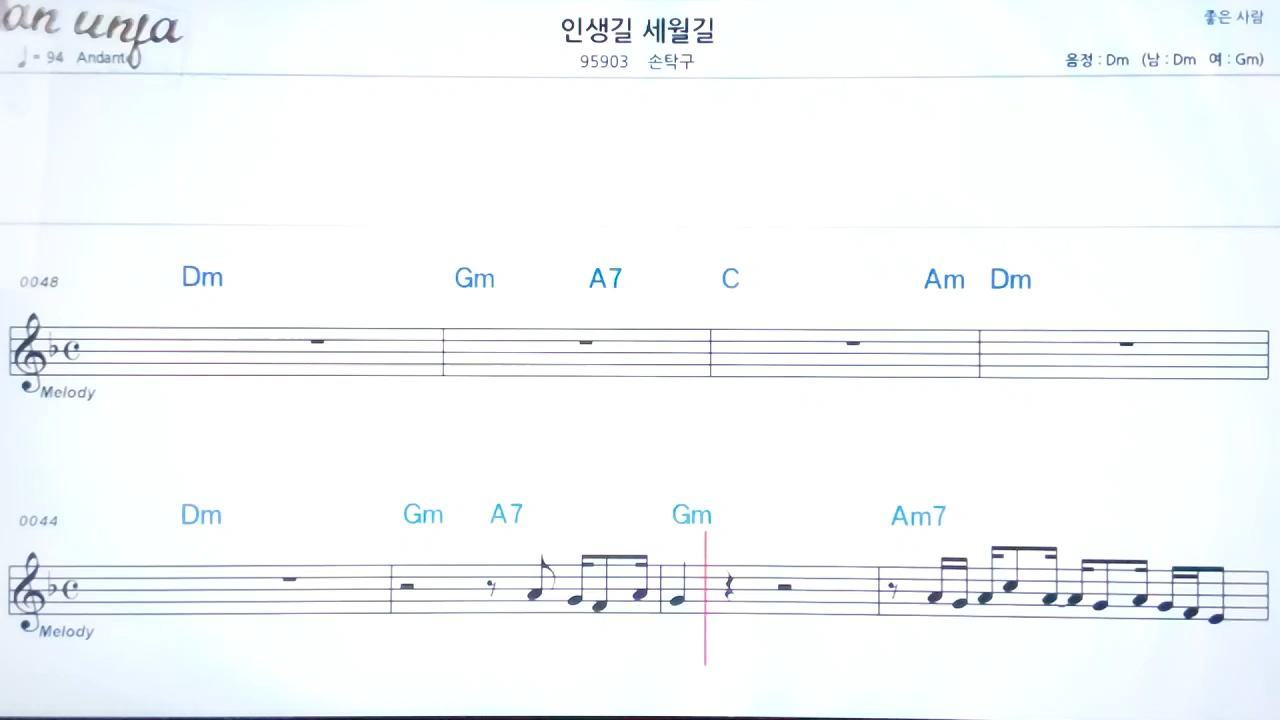 an unfa
♩= 94 Andante
인생길 세월길
95903 손탁구
좋은 사람
음정 : Dm (남 : Dm 여 : Gm)
0048 Dm Gm A7 C Am Dm
Melody
0044 Dm Gm A7 Gm Am7
Melody